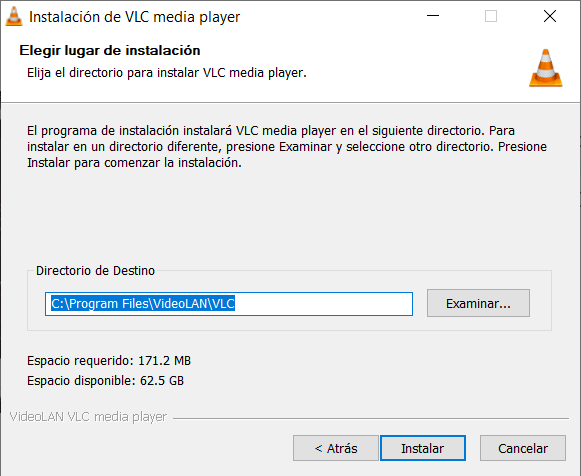 Instalación de VLC media player
Elegir lugar de instalación
Elija el directorio para instalar VLC media player.
El programa de instalación instalará VLC media player en el siguiente directorio. Para
instalar en un directorio diferente, presione Examinar y seleccione otro directorio. Presione
Instalar para comenzar la instalación.
Directorio de Destino
C:\Program Files\VideoLAN\VLC
Examinar...
Espacio requerido: 171.2 MB
Espacio disponible: 62.5 GB
VideoLAN VLC media player
< Atrás
Instalar
Cancelar